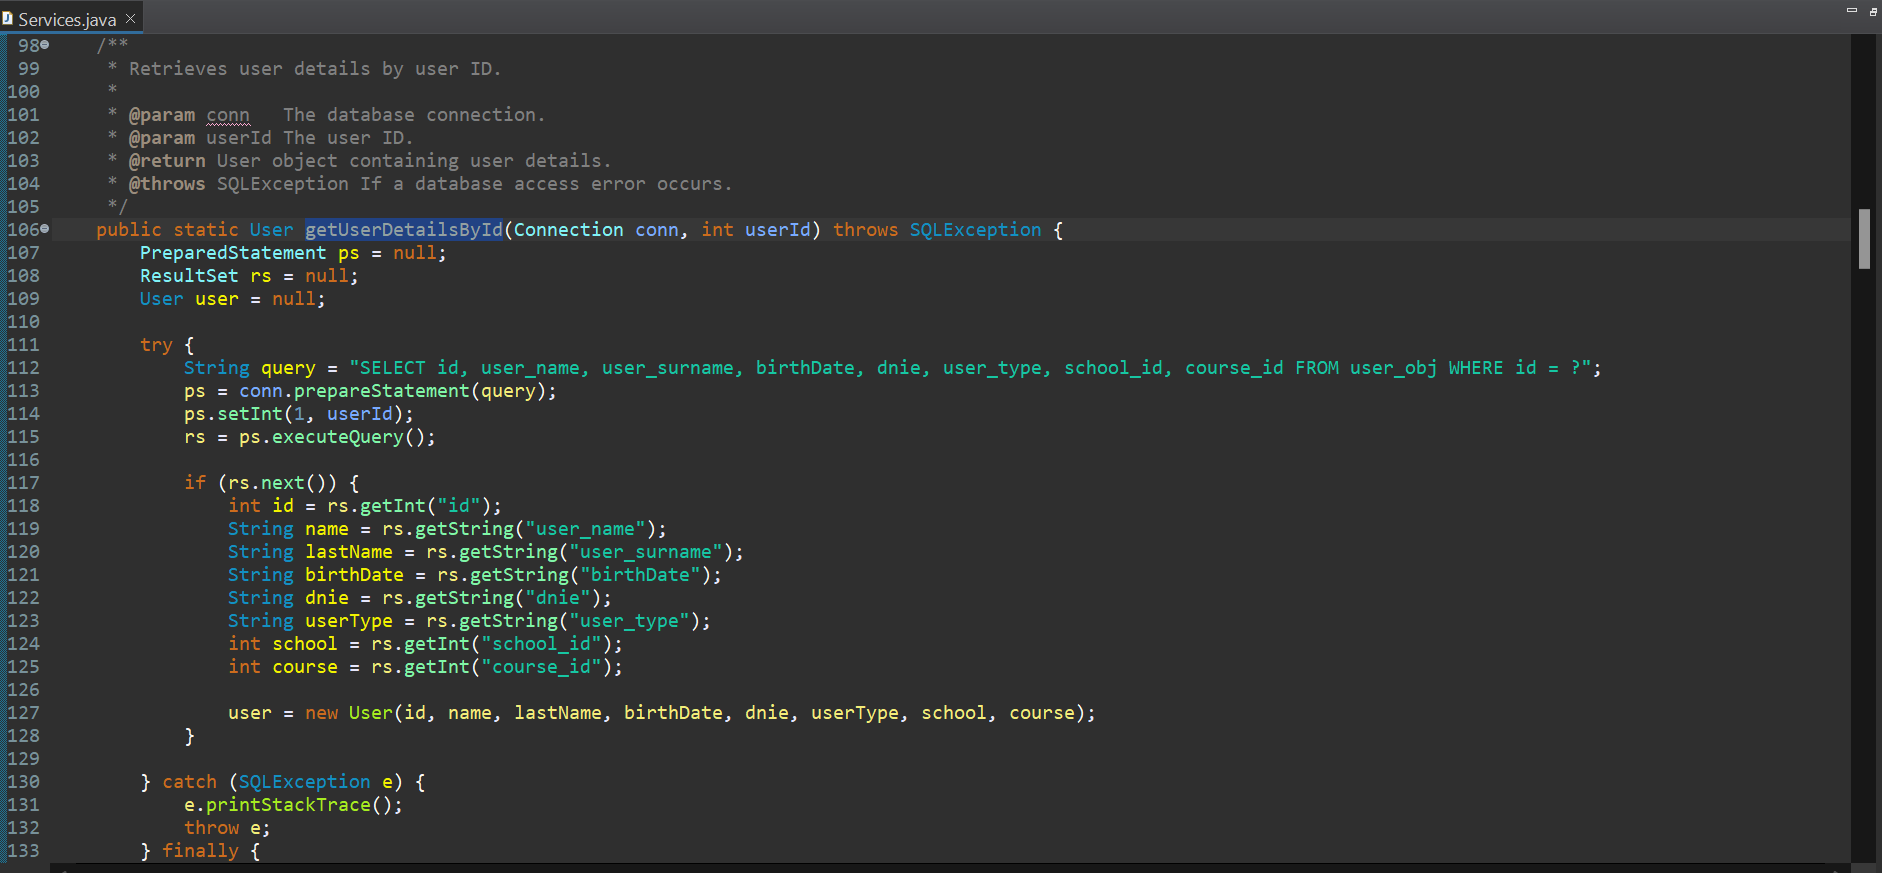 Services.java
98 /**
99 * Retrieves user details by user ID.
100 *
101 * @param conn   The database connection.
102 * @param userId The user ID.
103 * @return User object containing user details.
104 * @throws SQLException If a database access error occurs.
105 */
106 public static User getUserDetailsById(Connection conn, int userId) throws SQLException {
107 PreparedStatement ps = null;
108 ResultSet rs = null;
109 User user = null;
110
111 try {
112 String query = "SELECT id, user_name, user_surname, birthDate, dnie, user_type, school_id, course_id FROM user_obj WHERE id = ?";
113 ps = conn.prepareStatement(query);
114 ps.setInt(1, userId);
115 rs = ps.executeQuery();
116
117 if (rs.next()) {
118 int id = rs.getInt("id");
119 String name = rs.getString("user_name");
120 String lastName = rs.getString("user_surname");
121 String birthDate = rs.getString("birthDate");
122 String dnie = rs.getString("dnie");
123 String userType = rs.getString("user_type");
124 int school = rs.getInt("school_id");
125 int course = rs.getInt("course_id");
126
127 user = new User(id, name, lastName, birthDate, dnie, userType, school, course);
128 }
129
130 } catch (SQLException e) {
131 e.printStackTrace();
132 throw e;
133 } finally {